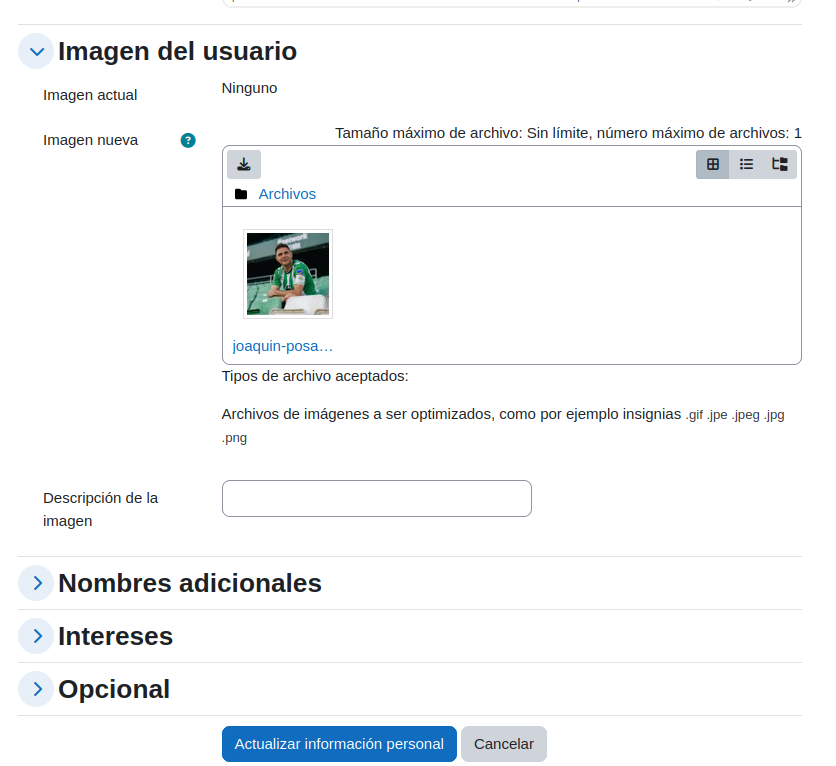 Imagen del usuario
Imagen actual
Ninguno
Imagen nueva
Tamaño máximo de archivo: Sin límite, número máximo de archivos: 1
Archivos
joaquin-posa…
Tipos de archivo aceptados:
Archivos de imágenes a ser optimizados, como por ejemplo insignias .gif .jpe .jpeg .jpg
.png
Descripción de la
imagen
Nombres adicionales
Intereses
Opcional
Actualizar información personal
Cancelar